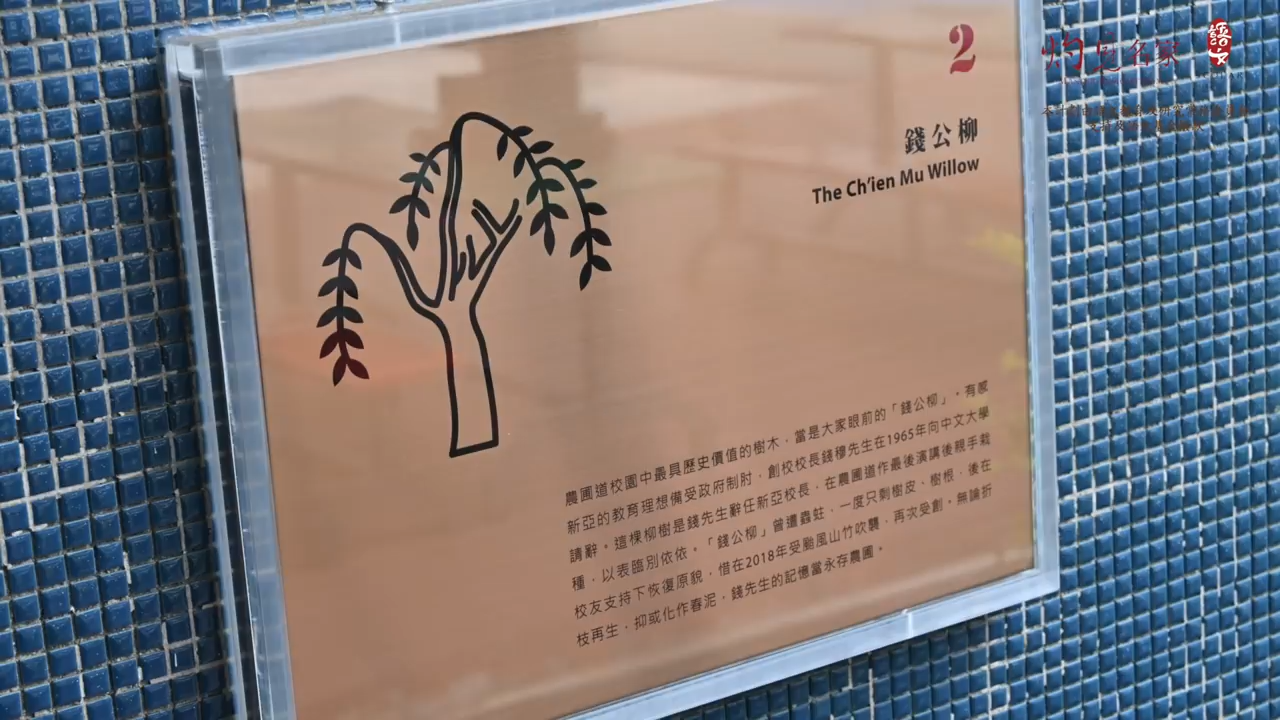 2
錢公柳
The Ch'ien Mu Willow
農圃道校園中最具歷史價值的樹木，當是大家眼前的「錢公柳」。有感
新亞的教育理想備受政府制肘，創校校長錢穆先生在1965年向中文大學
請辭。這棵柳樹是錢先生辭任新亞校長，在農圃道作最後演講後親手栽
種，以表臨別依依。「錢公柳」曾遭蟲蛀，一度只剩樹皮、樹根，後在
校友支持下恢復原貌，惜在2018年受颱風山竹吹襲，再次受創。無論折
枝再生，抑或化作春泥，錢先生的記憶當永存農圃。
灼見名家
語文